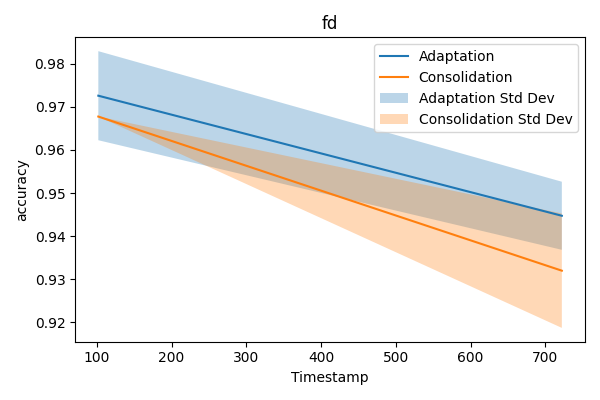 fd
Adaptation
Consolidation
Adaptation Std Dev
Consolidation Std Dev
accuracy
0.98
0.97
0.96
0.95
0.94
0.93
0.92
100 200 300 400 500 600 700
Timestamp